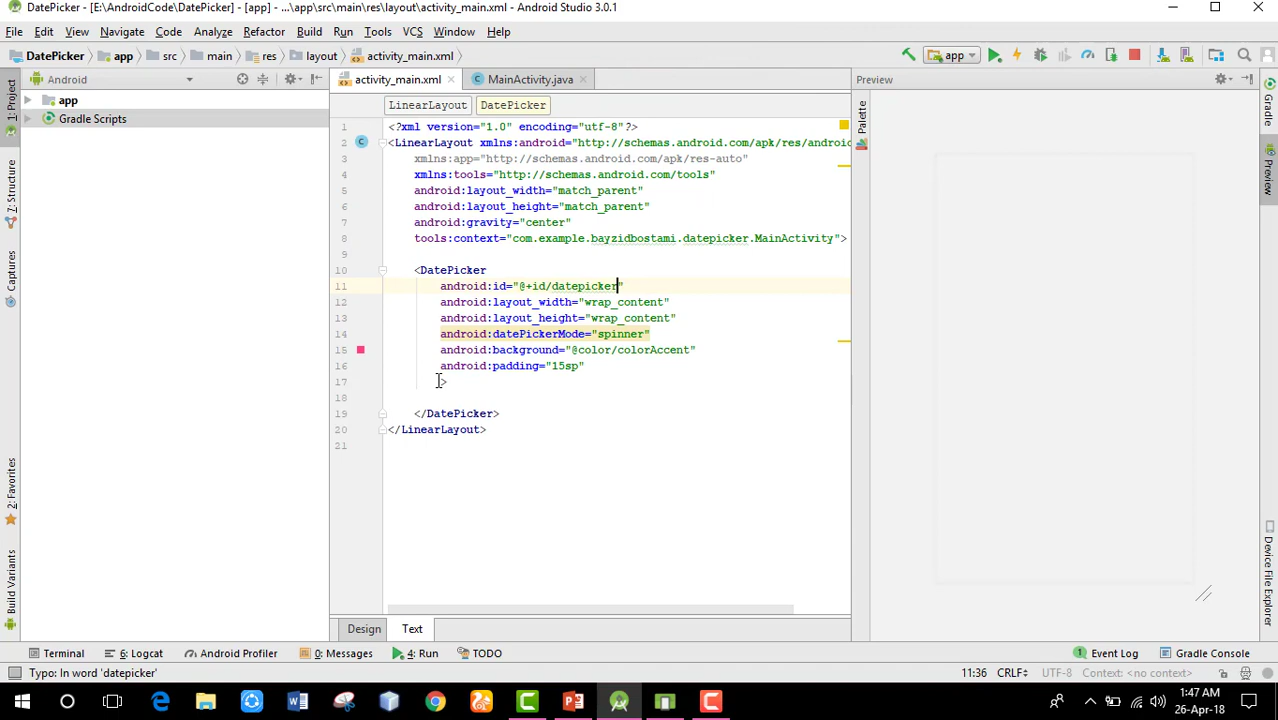 DatePicker - [E:\AndroidCode\DatePicker] - [app] - ...\app\src\main\res\layout\activity_main.xml - Android Studio 3.0.1
File Edit View Navigate Code Analyze Refactor Build Run Tools VCS Window Help
DatePicker app src main res layout activity_main.xml app
Android activity_main.xml MainActivity.java Preview
LinearLayout DatePicker
app
Gradle Scripts
1 <?xml version="1.0" encoding="utf-8"?>
2 <LinearLayout xmlns:android="http://schemas.android.com/apk/res/androi
3 xmlns:app="http://schemas.android.com/apk/res-auto"
4 xmlns:tools="http://schemas.android.com/tools"
5 android:layout_width="match_parent"
6 android:layout_height="match_parent"
7 android:gravity="center"
8 tools:context="com.example.bayzidbostami.datepicker.MainActivity">
9
10 <DatePicker
11 android:id="@+id/datepicker"
12 android:layout_width="wrap_content"
13 android:layout_height="wrap_content"
14 android:datePickerMode="spinner"
15 android:background="@color/colorAccent"
16 android:padding="15sp"
17 >
18
19 </DatePicker>
20 </LinearLayout>
21
1: Project
7: Structure
Captures
2: Favorites
Build Variants
Palette
Gradle
Preview
Device File Explorer
Design Text
Terminal 6: Logcat Android Profiler 0: Messages 4: Run TODO Event Log Gradle Console
Typo: In word 'datepicker' 11:36 CRLF UTF-8 Context: <no context>
1:47 AM
26-Apr-18